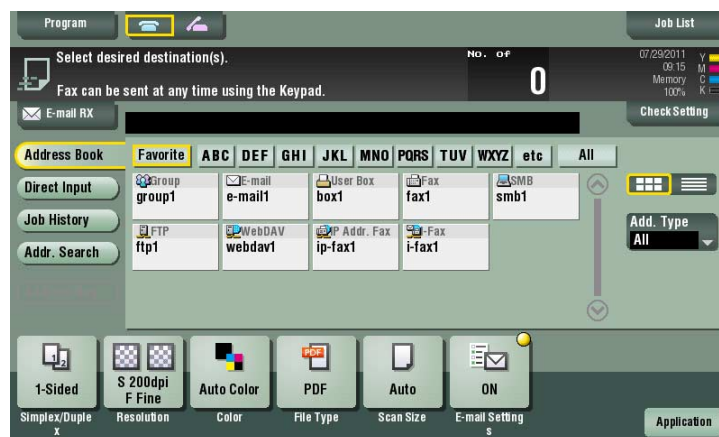 Program
Job List
Select desired destination(s).
No. of
0
Fax can be sent at any time using the Keypad.
07/29/2011
09:15
Memory
100%
Y
M
C
K
E-mail RX
Check Setting
Address Book
Favorite ABC DEF GHI JKL MNO PQRS TUV WXYZ etc All
Direct Input
Job History
Addr. Search
Group E-mail User Box Fax SMB
group1 e-mail1 box1 fax1 smb1
FTP WebDAV IP Addr. Fax I-Fax
ftp1 webdav1 ip-fax1 i-fax1
Add. Type
All
1-Sided
S 200dpi
F Fine
Auto Color
PDF
PDF
Auto
ON
Simplex/Duple
x
Resolution
Color
File Type
Scan Size
E-mail Setting
s
Application